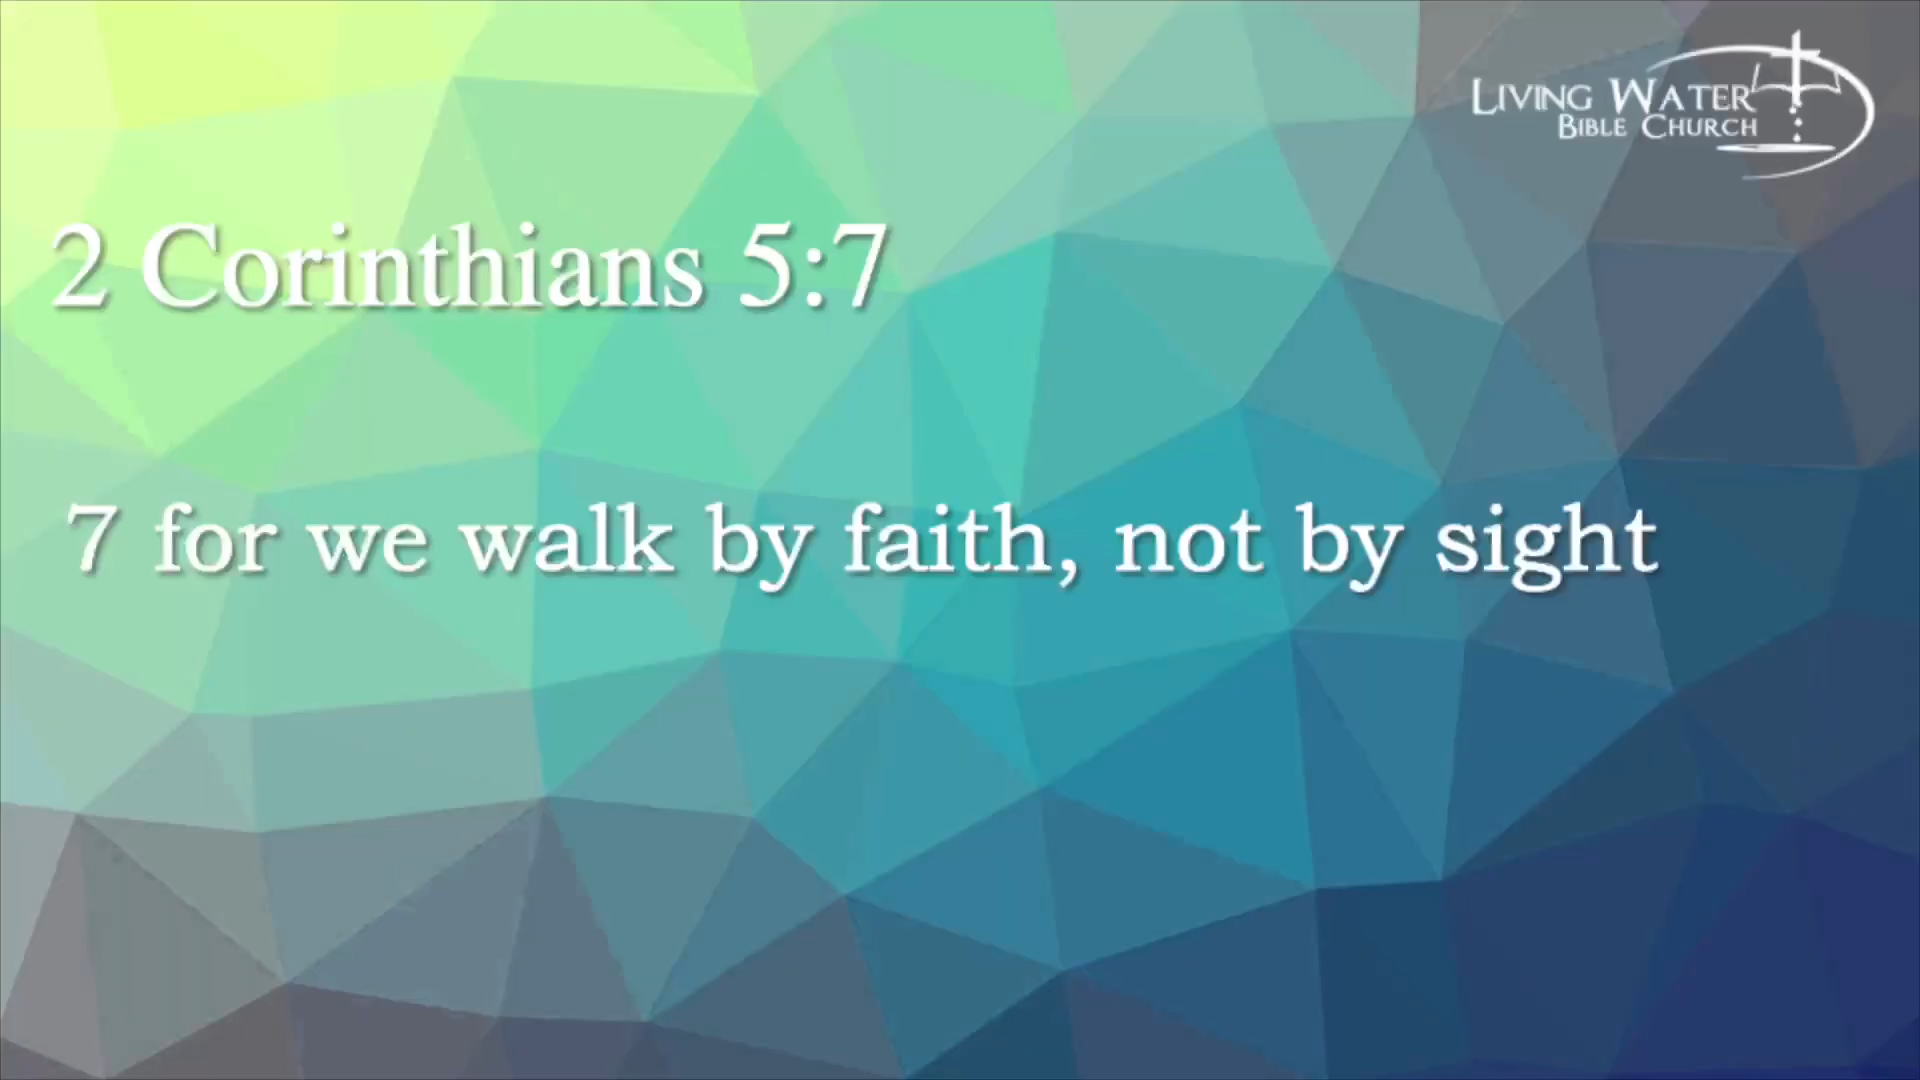 LIVING WATER
BIBLE CHURCH
2 Corinthians 5:7
7 for we walk by faith, not by sight